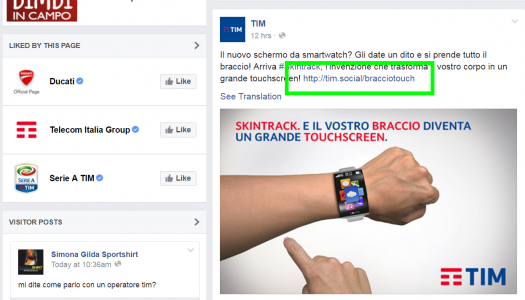 DIMDI
IN CAMPO
LIKED BY THIS PAGE
Ducati
Official Page
Like
Telecom Italia Group
Like
Serie A TIM
Like
VISITOR POSTS
Simona Gilda Sportshirt
Today at 10:36am
mi dite come parlo con un operatore tim?
TIM
12 hrs
Il nuovo schermo da smartwatch? Gli date un dito e si prende tutto il
braccio! Arriva #skintrack, l'invenzione che trasforma il vostro corpo in un
grande touchscreen! http://tim.social/bracciotouch
See Translation
SKINTRACK. E IL VOSTRO BRACCIO DIVENTA
UN GRANDE TOUCHSCREEN.
TIM